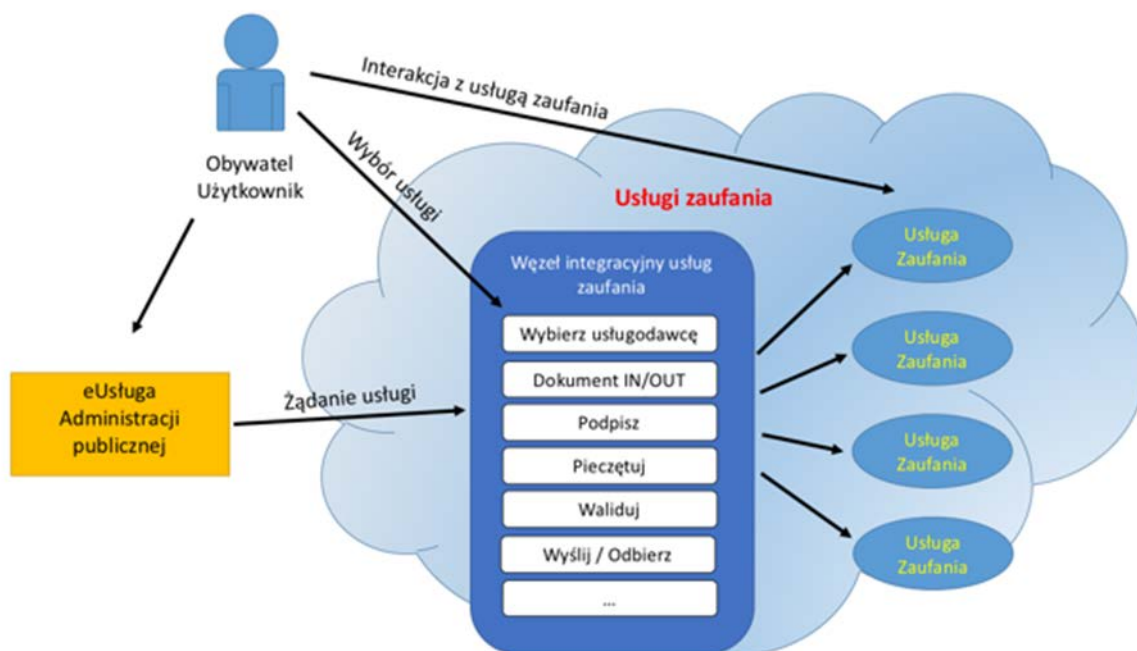 Interakcja z usługą zaufania
Obywatel
Użytkownik
Wybór usługi
Usługi zaufania
Węzeł integracyjny usług
zaufania
Wybierz usługodawcę
Dokument IN/OUT
Podpisz
Pieczętuj
Waliduj
Wyślij / Odbierz
...
eUsługa
Administracji
publicznej
Żądanie usługi
Usługa
Zaufania
Usługa
Zaufania
Usługa
Zaufania
Usługa
Zaufania